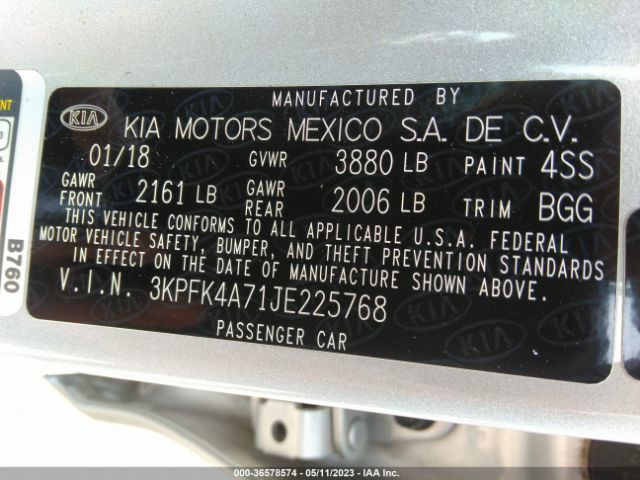 MANUFACTURED BY
KIA KIA MOTORS MEXICO S.A. DE C.V.
01/18 GVWR 3880 LB PAINT 4SS
GAWR FRONT 2161 LB GAWR REAR 2006 LB TRIM BGG
THIS VEHICLE CONFORMS TO ALL APPLICABLE U.S.A. FEDERAL
MOTOR VEHICLE SAFETY, BUMPER, AND THEFT PREVENTION STANDARDS
IN EFFECT ON THE DATE OF MANUFACTURE SHOWN ABOVE.
V.I.N. 3KPFK4A71JE225768
PASSENGER CAR
B760
000-36578574 - 05/11/2023 - IAA Inc.